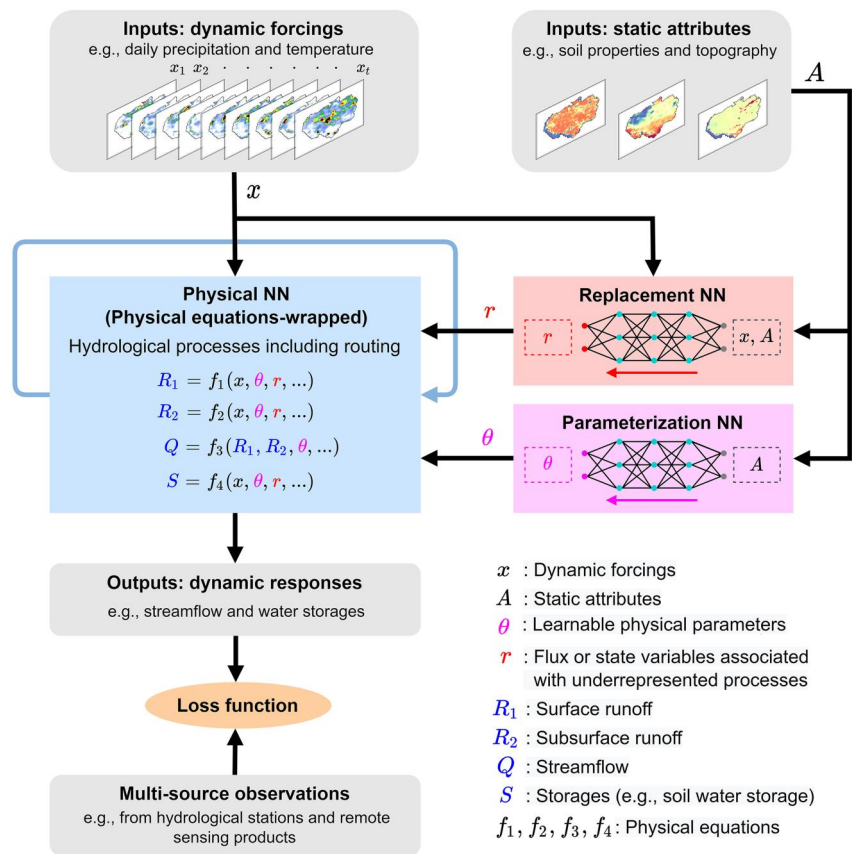 Inputs: dynamic forcings
e.g., daily precipitation and temperature
x₁ x₂ · · · · · · x_t
Inputs: static attributes
e.g., soil properties and topography
A
x
Physical NN
(Physical equations-wrapped)
Hydrological processes including routing
R₁ = f₁(x, θ, r, ...)
R₂ = f₂(x, θ, r, ...)
Q = f₃(R₁, R₂, θ, ...)
S = f₄(x, θ, r, ...)
r
Replacement NN
r
x, A
θ
Parameterization NN
θ
A
Outputs: dynamic responses
e.g., streamflow and water storages
Loss function
Multi-source observations
e.g., from hydrological stations and remote
sensing products
x : Dynamic forcings
A : Static attributes
θ : Learnable physical parameters
r : Flux or state variables associated
with underrepresented processes
R₁ : Surface runoff
R₂ : Subsurface runoff
Q : Streamflow
S : Storages (e.g., soil water storage)
f₁, f₂, f₃, f₄ : Physical equations